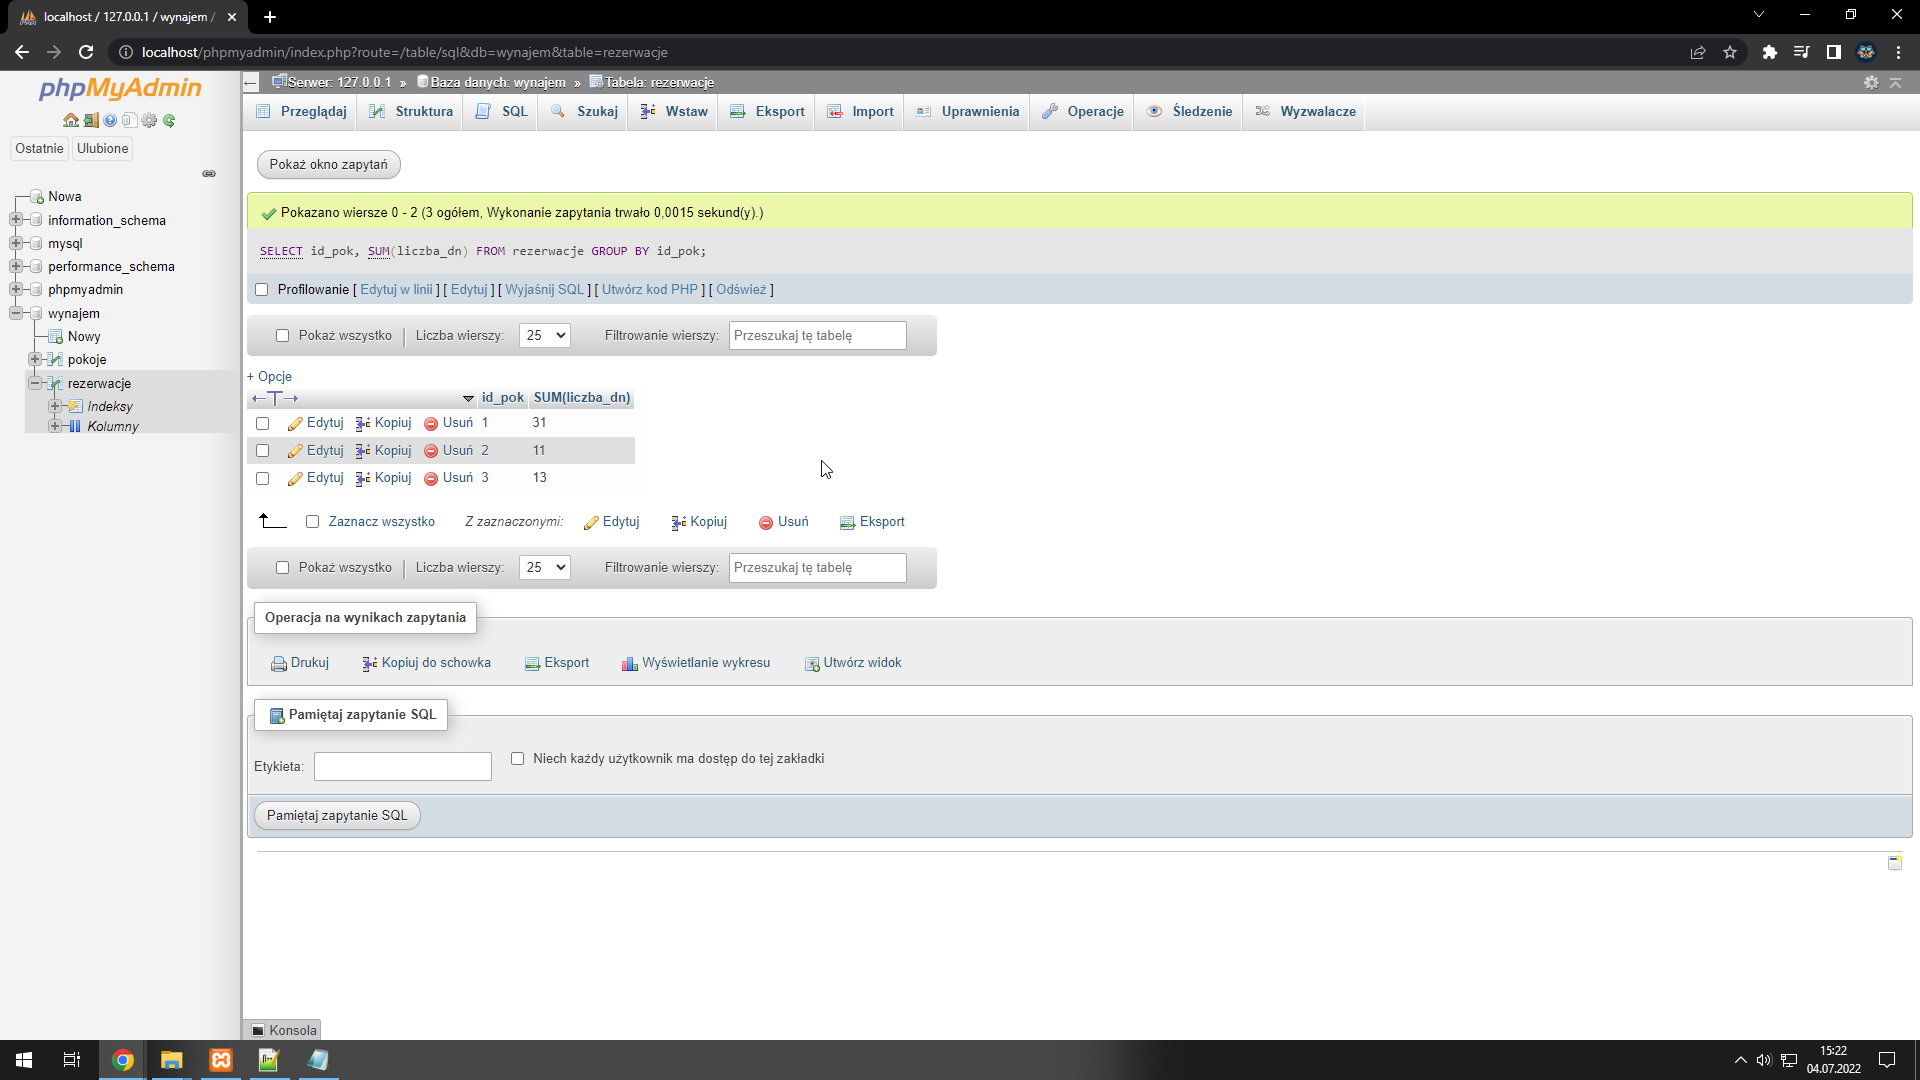 localhost / 127.0.0.1 / wynajem /
localhost/phpmyadmin/index.php?route=/table/sql&db=wynajem&table=rezerwacje
phpMyAdmin
Ostatnie Ulubione
Nowa
information_schema
mysql
performance_schema
phpmyadmin
wynajem
Nowy
pokoje
rezerwacje
Indeksy
Kolumny
Serwer: 127.0.0.1 » Baza danych: wynajem » Tabela: rezerwacje
Przeglądaj Struktura SQL Szukaj Wstaw Eksport Import Uprawnienia Operacje Śledzenie Wyzwalacze
Pokaż okno zapytań
Pokazano wiersze 0 - 2 (3 ogółem, Wykonanie zapytania trwało 0,0015 sekund(y).)
SELECT id_pok, SUM(liczba_dn) FROM rezerwacje GROUP BY id_pok;
Profilowanie [ Edytuj w linii ] [ Edytuj ] [ Wyjaśnij SQL ] [ Utwórz kod PHP ] [ Odśwież ]
Pokaż wszystko | Liczba wierszy: 25 Filtrowanie wierszy: Przeszukaj tę tabelę
+ Opcje
←T→ id_pok SUM(liczba_dn)
Edytuj Kopiuj Usuń 1 31
Edytuj Kopiuj Usuń 2 11
Edytuj Kopiuj Usuń 3 13
Zaznacz wszystko Z zaznaczonymi: Edytuj Kopiuj Usuń Eksport
Pokaż wszystko | Liczba wierszy: 25 Filtrowanie wierszy: Przeszukaj tę tabelę
Operacja na wynikach zapytania
Drukuj Kopiuj do schowka Eksport Wyświetlanie wykresu Utwórz widok
Pamiętaj zapytanie SQL
Etykieta: Niech każdy użytkownik ma dostęp do tej zakładki
Pamiętaj zapytanie SQL
Konsola
15:22
04.07.2022